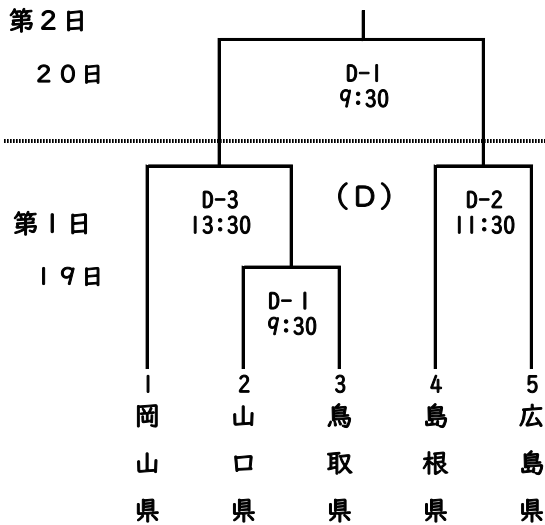 第2日
20日
D-1
9:30
第1日
19日
(D)
D-3
13:30
D-2
11:30
D-1
9:30
1 2 3 4 5
岡山県
山口県
鳥取県
島根県
広島県